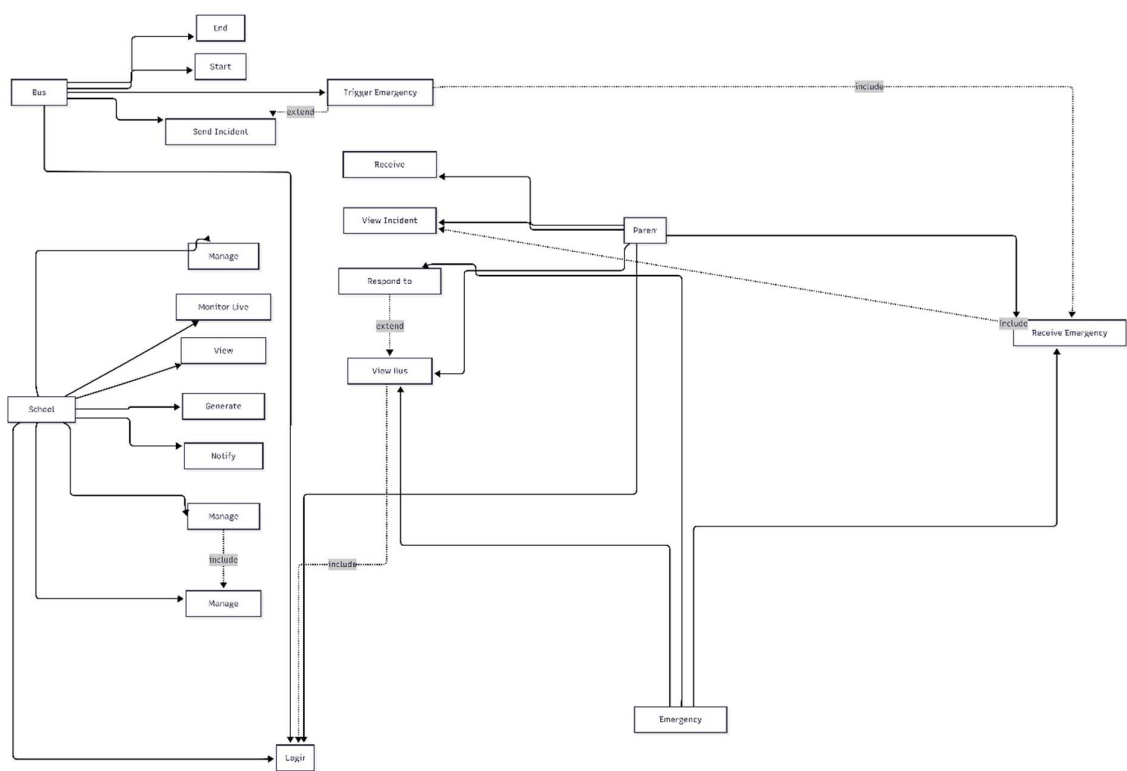 End
Start
Bus
Trigger Emergency
include
extend
Send Incident
Receive
View Incident
Parent
Manage
Respond to
Monitor Live
include
Receive Emergency
extend
View
View Bus
School
Generate
Notify
Manage
include
include
Manage
Emergency
Login